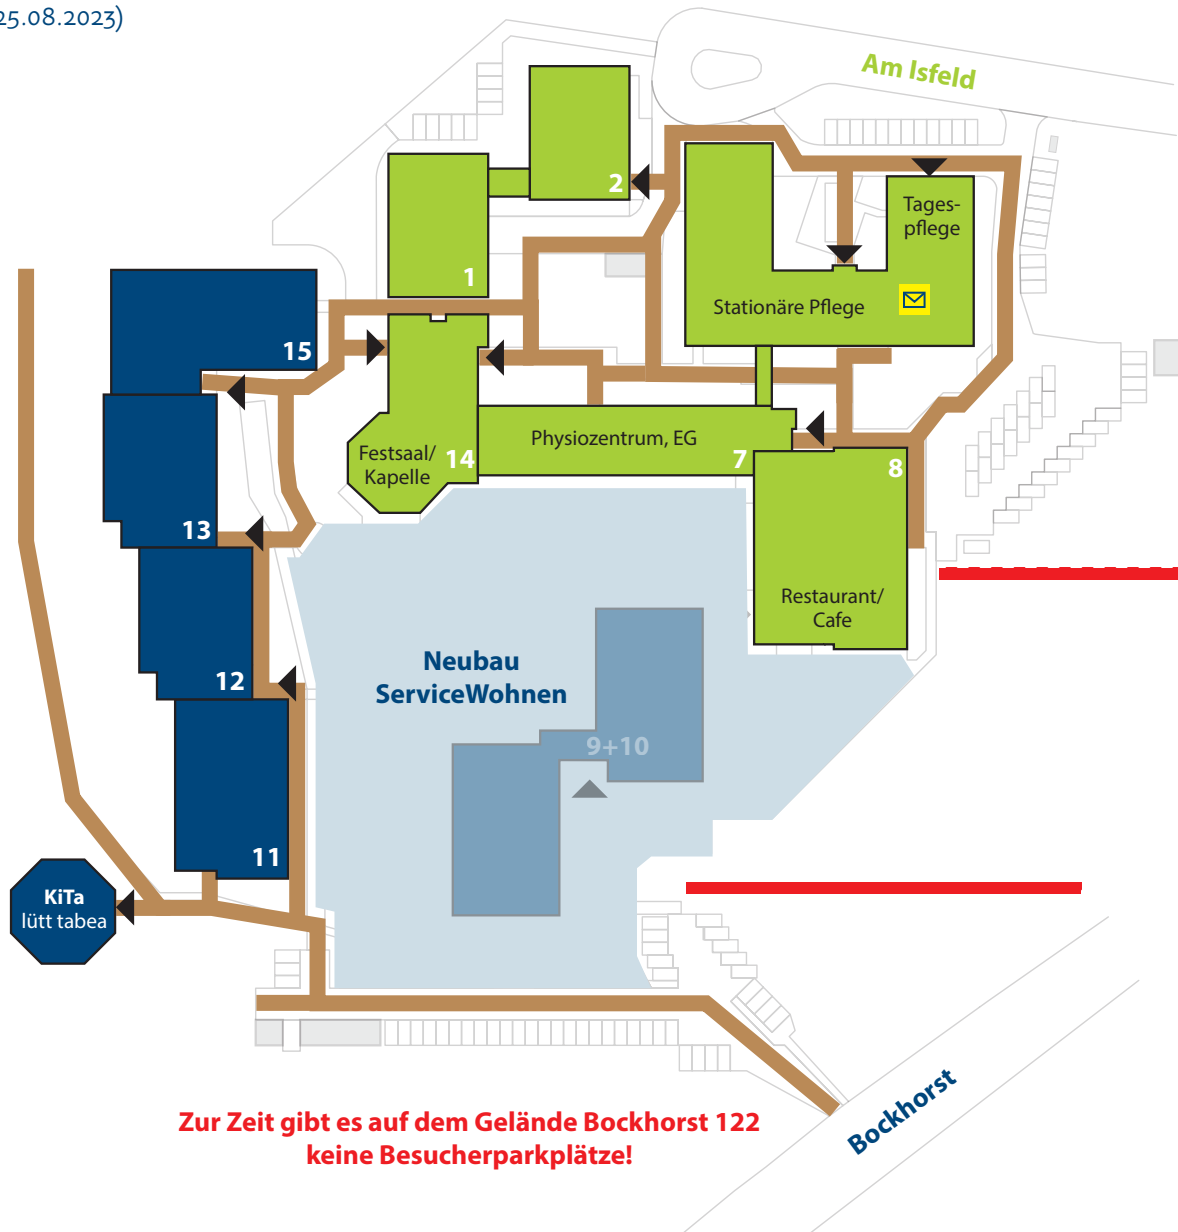 25.08.2023)
Am Isfeld
2
Tages-
pflege
1
Stationäre Pflege
15
Physiozentrum, EG
Festsaal/
Kapelle
14
7
8
13
Restaurant/
Cafe
Neubau
ServiceWohnen
12
9+10
11
KiTa
lütt tabea
Bockhorst
Zur Zeit gibt es auf dem Gelände Bockhorst 122
keine Besucherparkplätze!